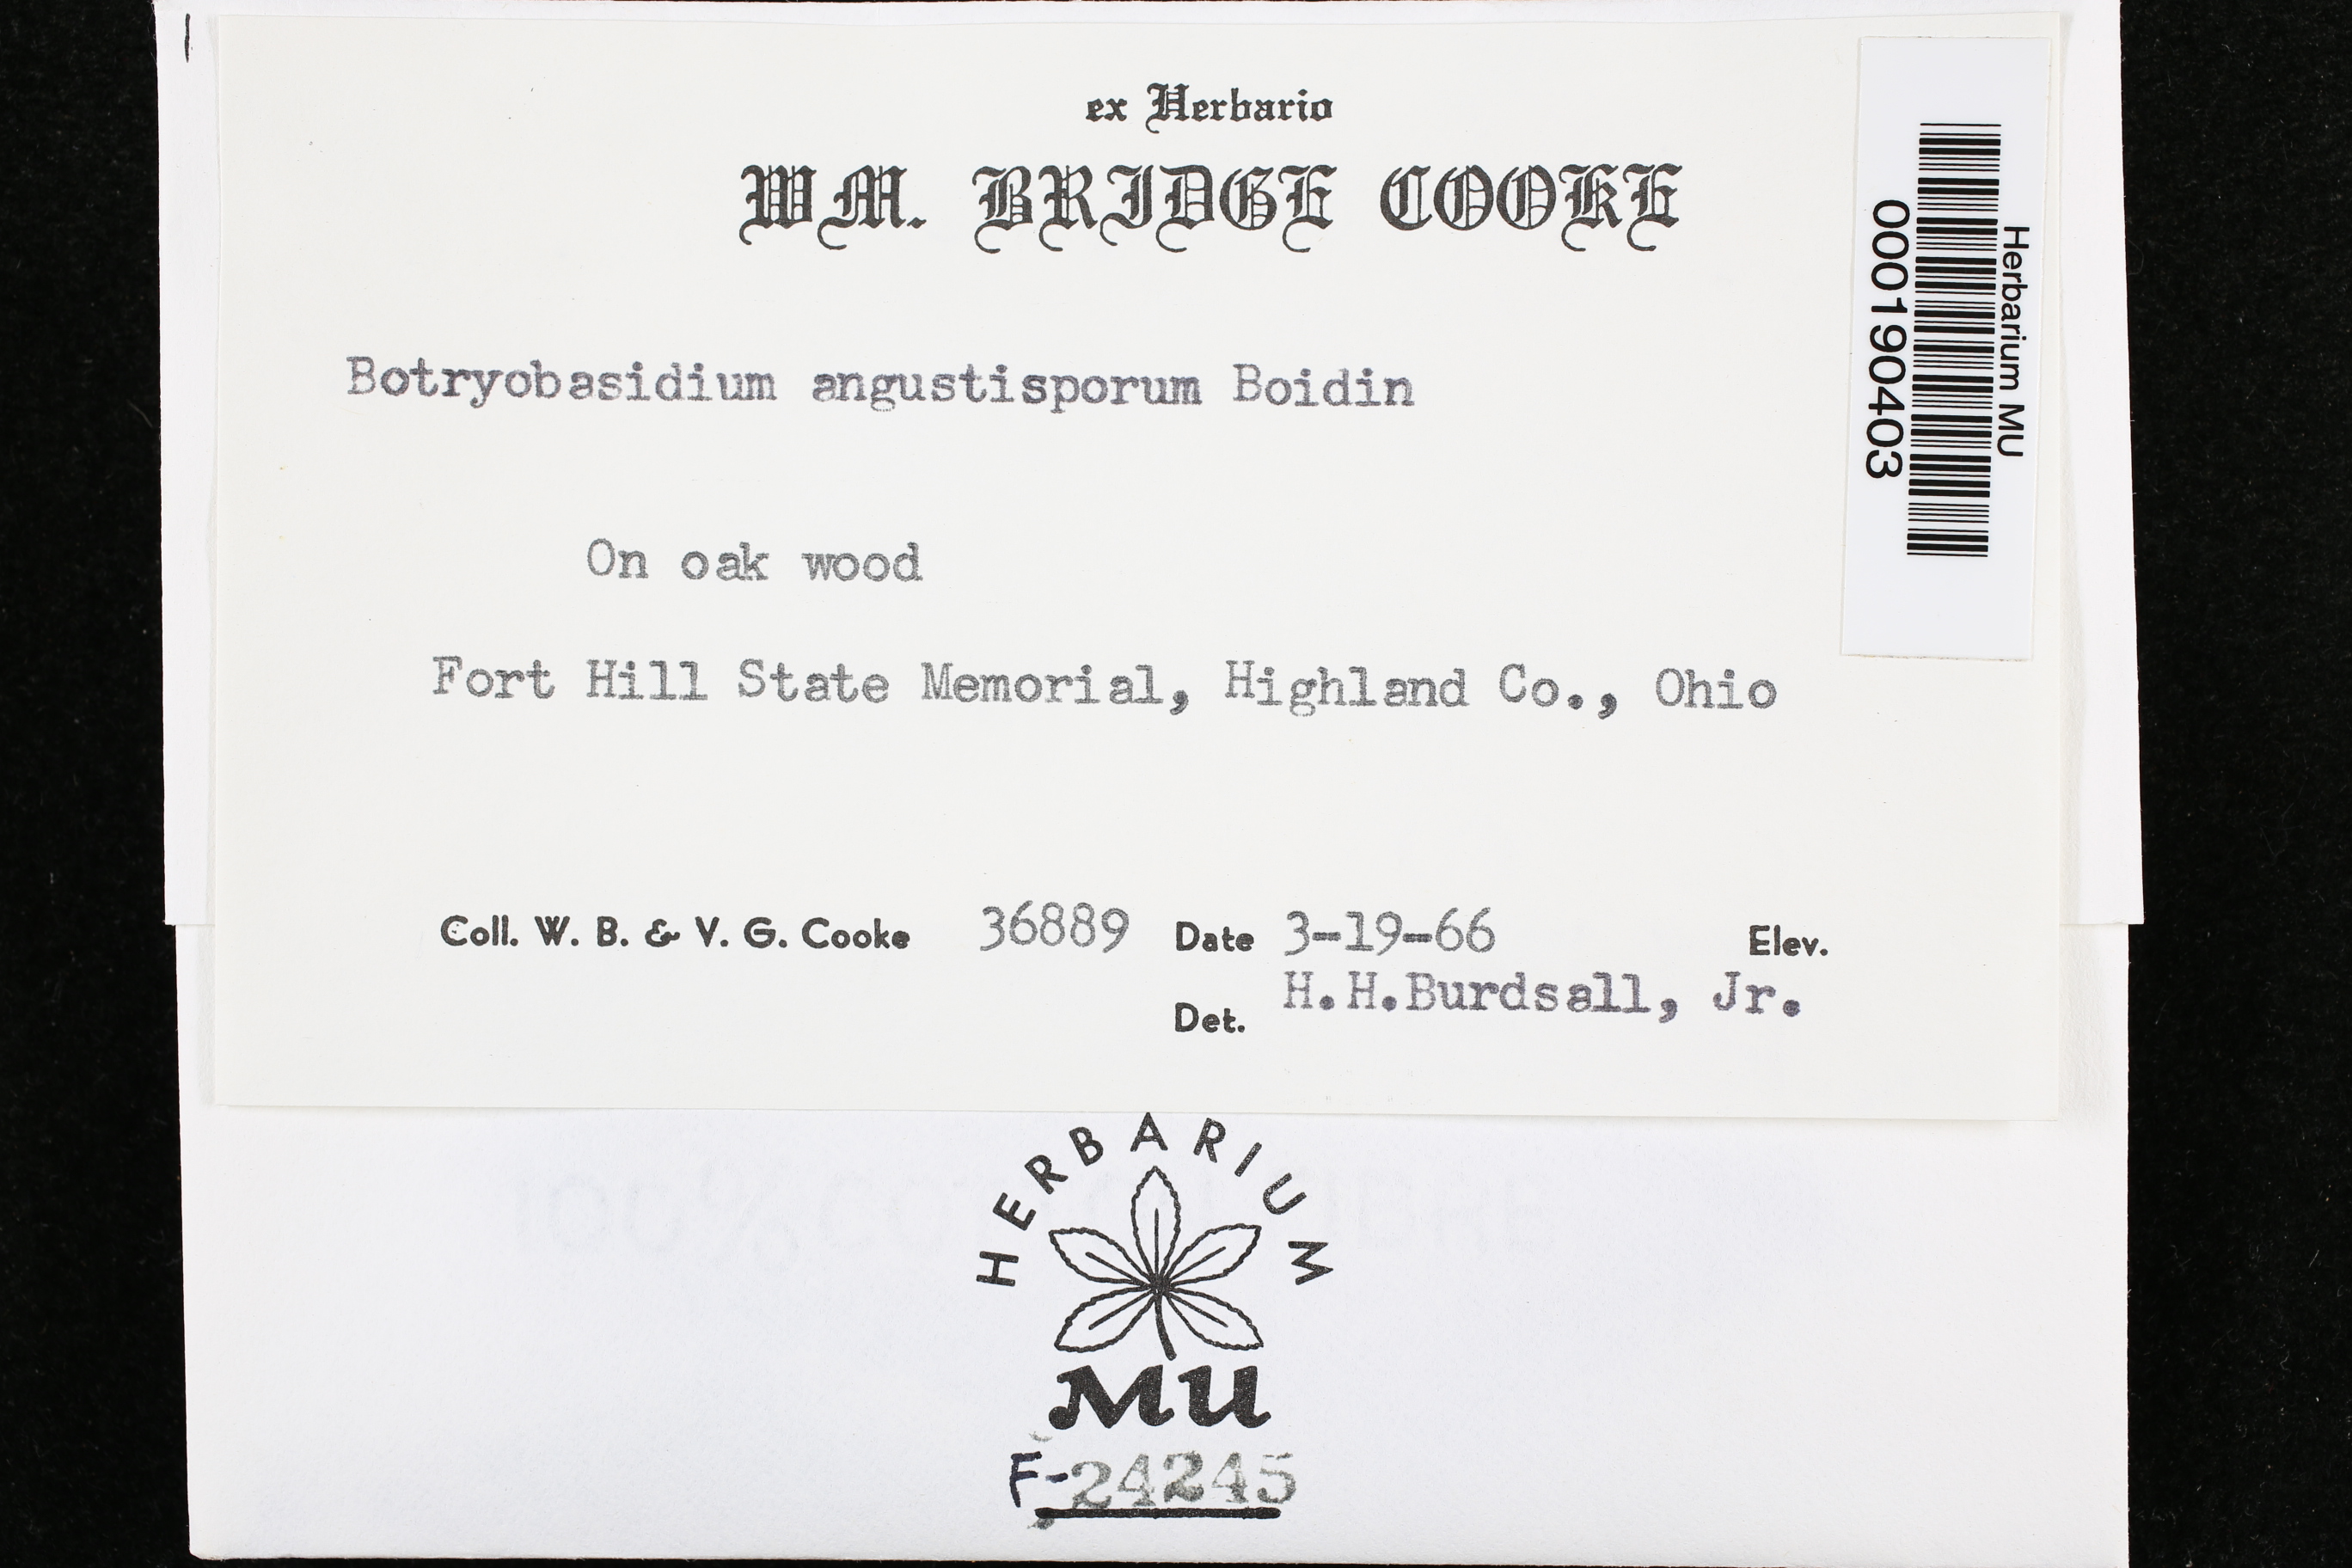 ex Herbario
WM. BRIDGE COOKE
Herbarium MU
000190403
Botryobasidium angustisporum Boidin
On oak wood
Fort Hill State Memorial, Highland Co., Ohio
Coll. W. B. & V. G. Cooke 36889 Date 3-19-66 Elev.
Det. H.H.Burdsall, Jr.
HERBARIUM
MU
F-24245